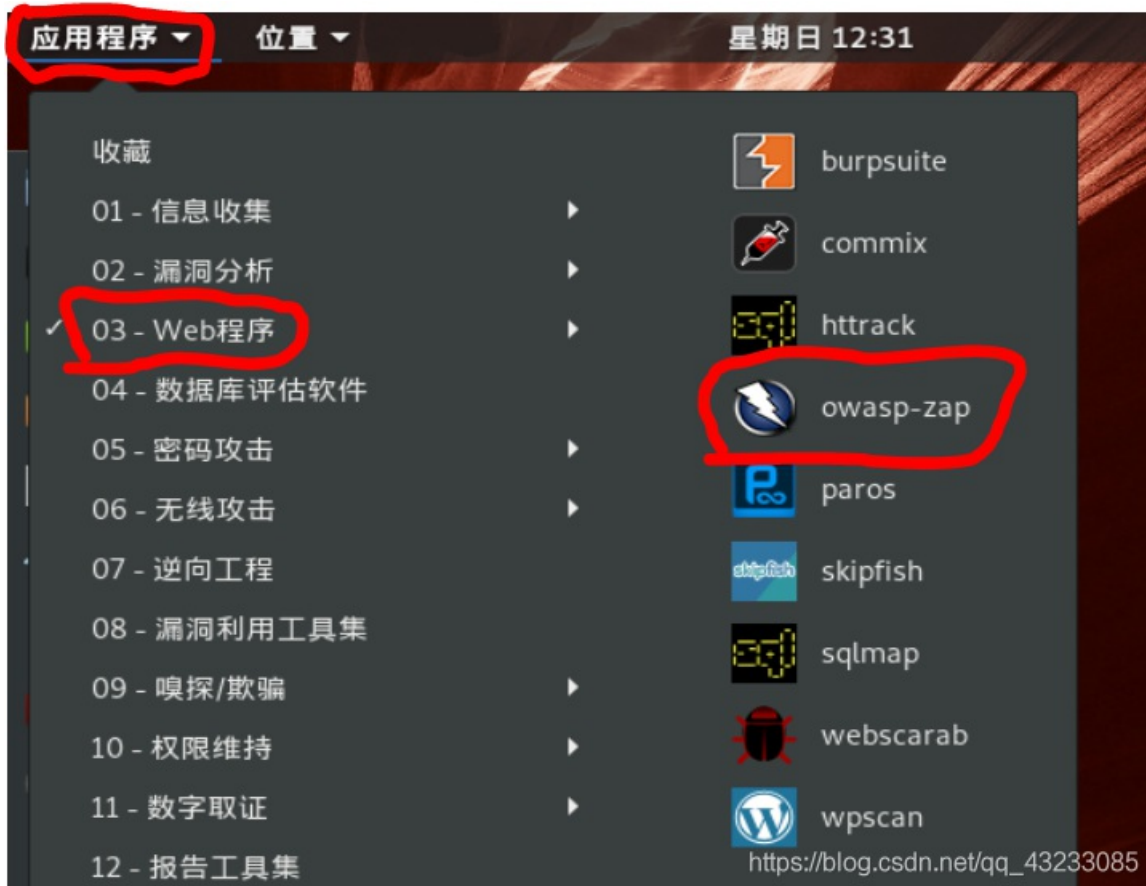 应用程序 位置 星期日 12:31
收藏
01 - 信息收集
02 - 漏洞分析
03 - Web程序
04 - 数据库评估软件
05 - 密码攻击
06 - 无线攻击
07 - 逆向工程
08 - 漏洞利用工具集
09 - 嗅探/欺骗
10 - 权限维持
11 - 数字取证
12 - 报告工具集
burpsuite
commix
httrack
owasp-zap
paros
skipfish
skipfish
sqlmap
webscarab
wpscan
https://blog.csdn.net/qq_43233085